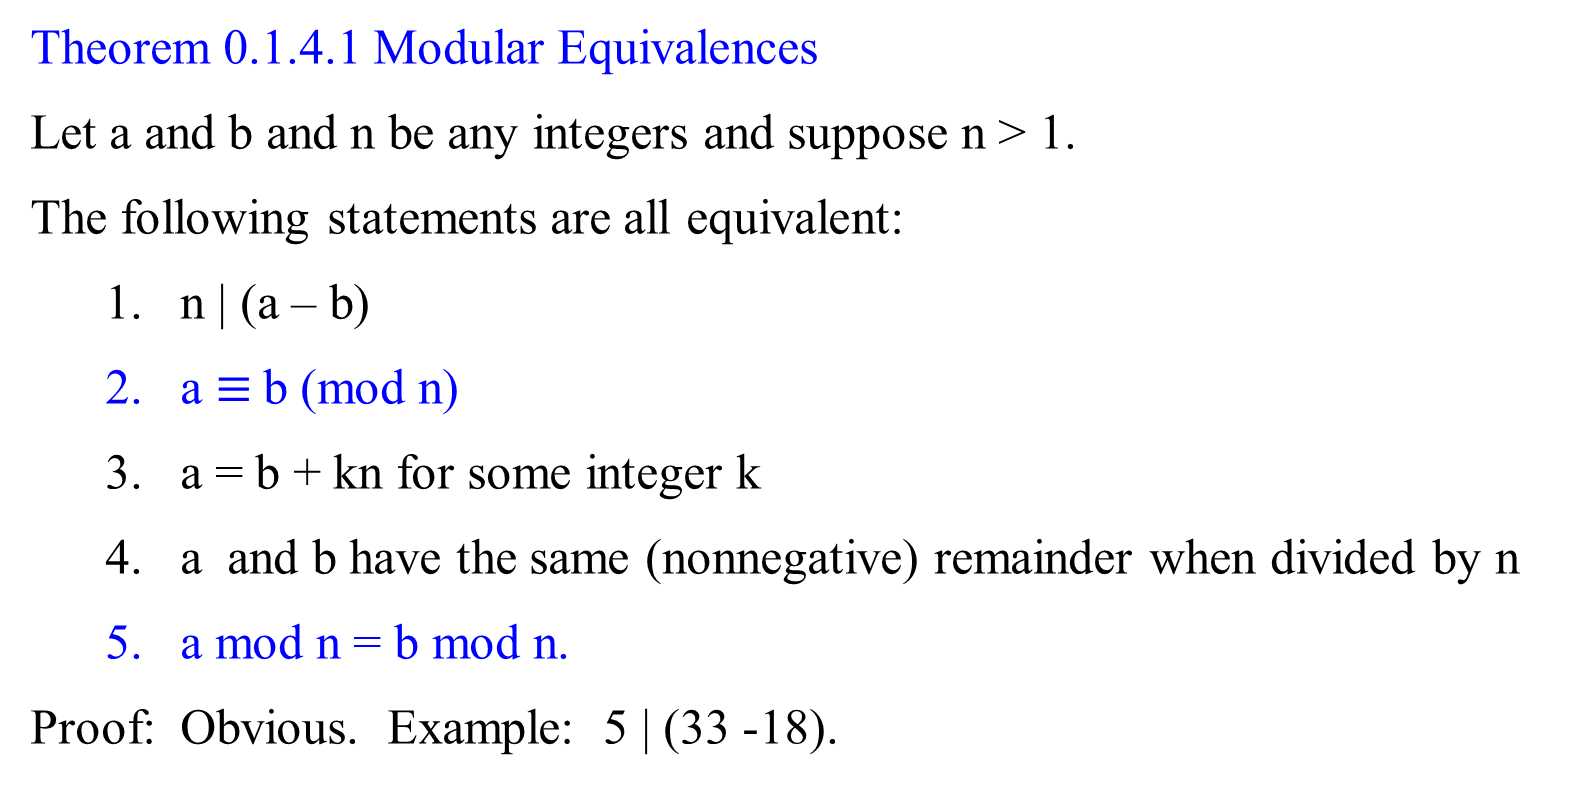 Theorem 0.1.4.1 Modular Equivalences
Let a and b and n be any integers and suppose n > 1.
The following statements are all equivalent:
1. n | (a – b)
2. a ≡ b (mod n)
3. a = b + kn for some integer k
4. a and b have the same (nonnegative) remainder when divided by n
5. a mod n = b mod n.
Proof: Obvious. Example: 5 | (33 -18).